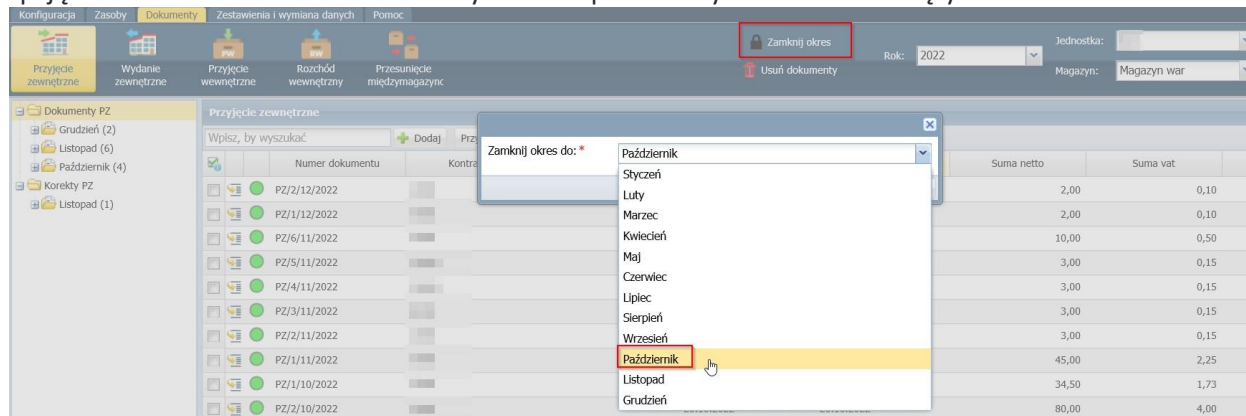 Konfiguracja Zasoby Dokumenty Zestawienia i wymiana danych Pomoc
Zamknij okres
Usuń dokumenty
Rok: 2022
Jednostka:
Magazyn: Magazyn war
Przyjęcie zewnętrzne
Wydanie zewnętrzne
PW
Przyjęcie wewnętrzne
RW
Rozchód wewnętrzny
Przesunięcie międzymagazync
Dokumenty PZ
Grudzień (2)
Listopad (6)
Październik (4)
Korekty PZ
Listopad (1)
Przyjęcie zewnętrzne
Wpisz, by wyszukać Dodaj
Numer dokumentu Suma netto Suma vat
PZ/2/12/2022 2,00 0,10
PZ/1/12/2022 2,00 0,10
PZ/6/11/2022 10,00 0,50
PZ/5/11/2022 3,00 0,15
PZ/4/11/2022 3,00 0,15
PZ/3/11/2022 3,00 0,15
PZ/2/11/2022 3,00 0,15
PZ/1/11/2022 45,00 2,25
PZ/1/10/2022 34,50 1,73
PZ/2/10/2022 80,00 4,00
Zamknij okres do:* Październik
Styczeń
Luty
Marzec
Kwiecień
Maj
Czerwiec
Lipiec
Sierpień
Wrzesień
Październik
Listopad
Grudzień